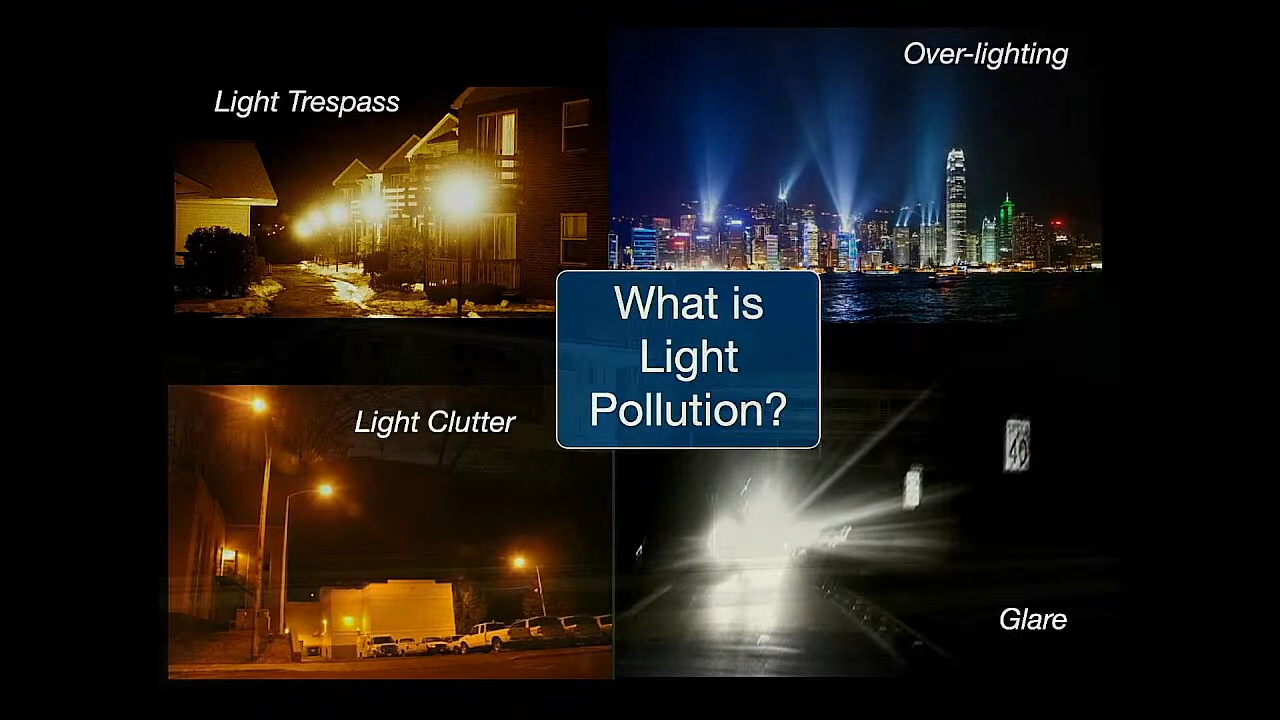 Over-lighting
Light Trespass
What is
Light
Pollution?
Light Clutter
40
Glare